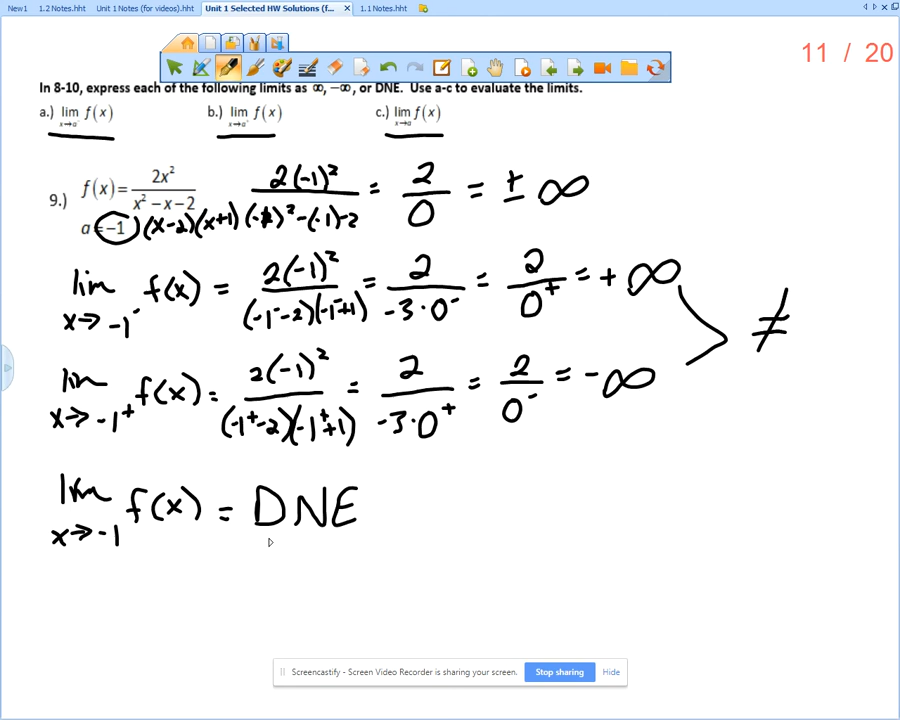 New1 1.2 Notes.hht Unit 1 Notes (for videos).hht Unit 1 Selected HW Solutions (f... × 1.1 Notes.hht
11 / 20
In 8-10, express each of the following limits as ∞, −∞, or DNE. Use a-c to evaluate the limits.
a.) lim f(x) b.) lim f(x) c.) lim f(x)
x→a⁻ x→a⁺ x→a
9.) f(x) = 2x² / (x² − x − 2) 2(-1)² / ((-1)² - (-1) - 2) = 2/0 = ± ∞
a = −1 (x-2)(x+1)
lim x→-1⁻ f(x) = 2(-1)² / (-1⁻-2)(-1⁻+1) = 2 / -3·0⁻ = 2/0⁺ = + ∞
≠
lim x→-1⁺ f(x) = 2(-1)² / (-1⁺-2)(-1⁺+1) = 2 / -3·0⁺ = 2/0⁻ = - ∞
lim x→-1 f(x) = DNE
Screencastify - Screen Video Recorder is sharing your screen. Stop sharing Hide